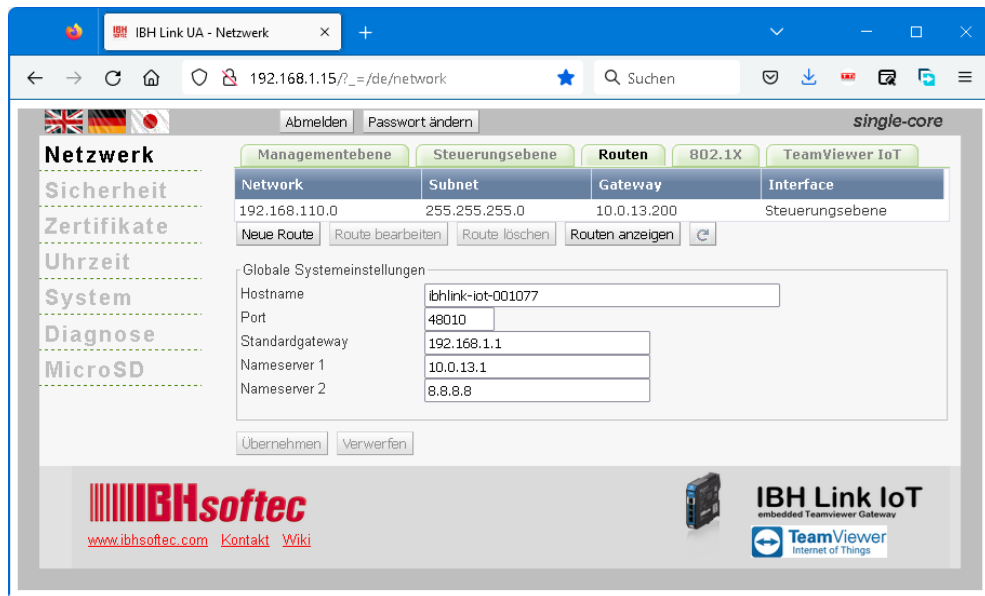 IBH Link UA - Netzwerk
192.168.1.15/?_=/de/network
Suchen
Abmelden Passwort ändern
single-core
Netzwerk
Sicherheit
Zertifikate
Uhrzeit
System
Diagnose
MicroSD
Managementebene Steuerungsebene Routen 802.1X TeamViewer IoT
Network Subnet Gateway Interface
192.168.110.0 255.255.255.0 10.0.13.200 Steuerungsebene
Neue Route Route bearbeiten Route löschen Routen anzeigen
Globale Systemeinstellungen
Hostname ibhlink-iot-001077
Port 48010
Standardgateway 192.168.1.1
Nameserver 1 10.0.13.1
Nameserver 2 8.8.8.8
Übernehmen Verwerfen
IBHsoftec
www.ibhsoftec.com Kontakt Wiki
IBH Link IoT
embedded Teamviewer Gateway
TeamViewer
Internet of Things